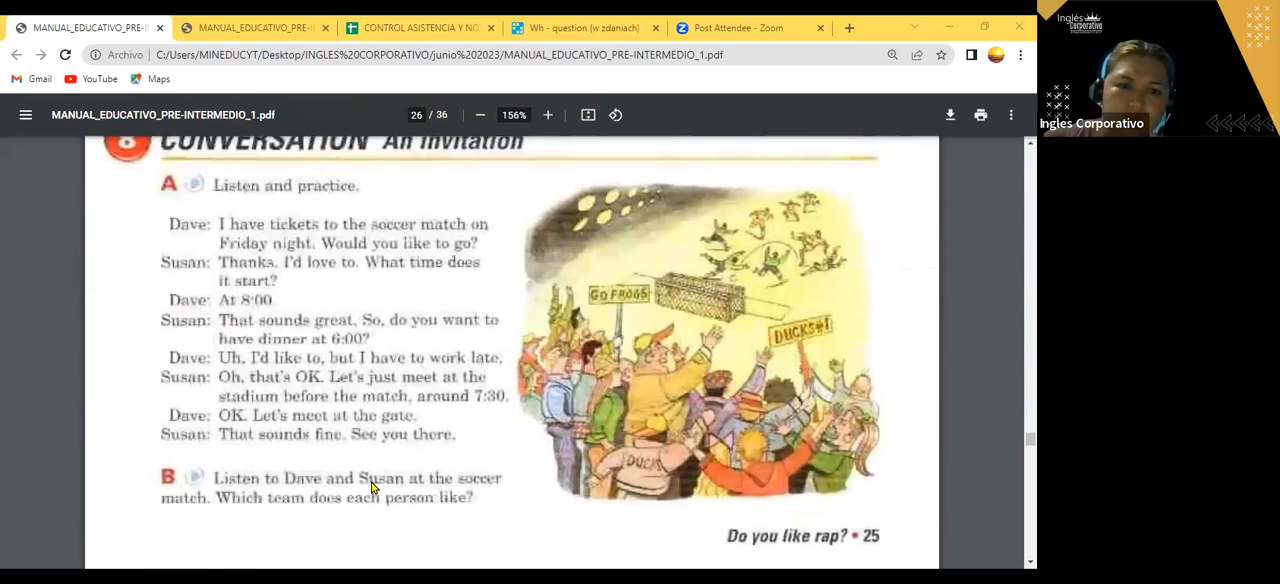 MANUAL_EDUCATIVO_PRE-INTERMEDIO
MANUAL_EDUCATIVO_PRE-INTERMEDIO_1.p
CONTROL ASISTENCIA Y NO
Wh - question (w zdaniach)
Post Attendee - Zoom
Archivo C:/Users/MINEDUCYT/Desktop/INGLES%20CORPORATIVO/junio%202023/MANUAL_EDUCATIVO_PRE-INTERMEDIO_1.pdf
Gmail YouTube Maps
MANUAL_EDUCATIVO_PRE-INTERMEDIO_1.pdf 26 / 36 156%
8 CONVERSATION An invitation
A Listen and practice.
Dave: I have tickets to the soccer match on
Friday night. Would you like to go?
Susan: Thanks. I'd love to. What time does
it start?
Dave: At 8:00
Susan: That sounds great. So, do you want to
have dinner at 6:00?
Dave: Uh, I'd like to, but I have to work late.
Susan: Oh, that's OK. Let's just meet at the
stadium before the match, around 7:30.
Dave: OK. Let's meet at the gate.
Susan: That sounds fine. See you there.
B Listen to Dave and Susan at the soccer
match. Which team does each person like?
GO FROGS
DUCKS#1
DUCKS
Do you like rap? • 25
Inglés
Corporativo
Ingles Corporativo